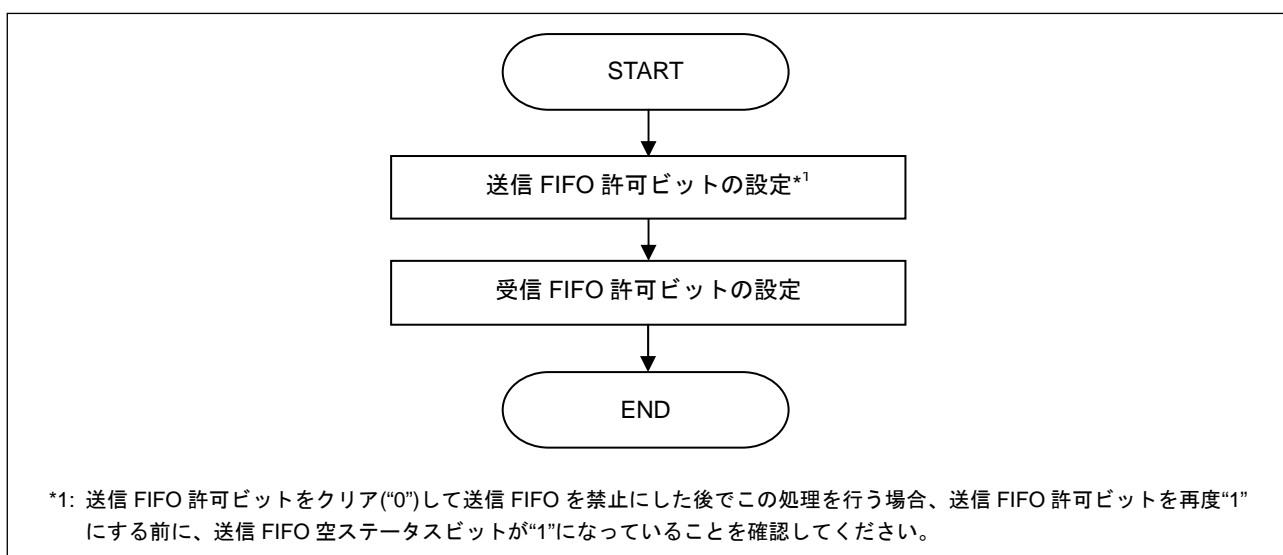 START
送信 FIFO 許可ビットの設定*1
受信 FIFO 許可ビットの設定
END
*1: 送信 FIFO 許可ビットをクリア(“0”)して送信 FIFO を禁止にした後でこの処理を行う場合、送信 FIFO 許可ビットを再度“1”
にする前に、送信 FIFO 空ステータスビットが“1”になっていることを確認してください。